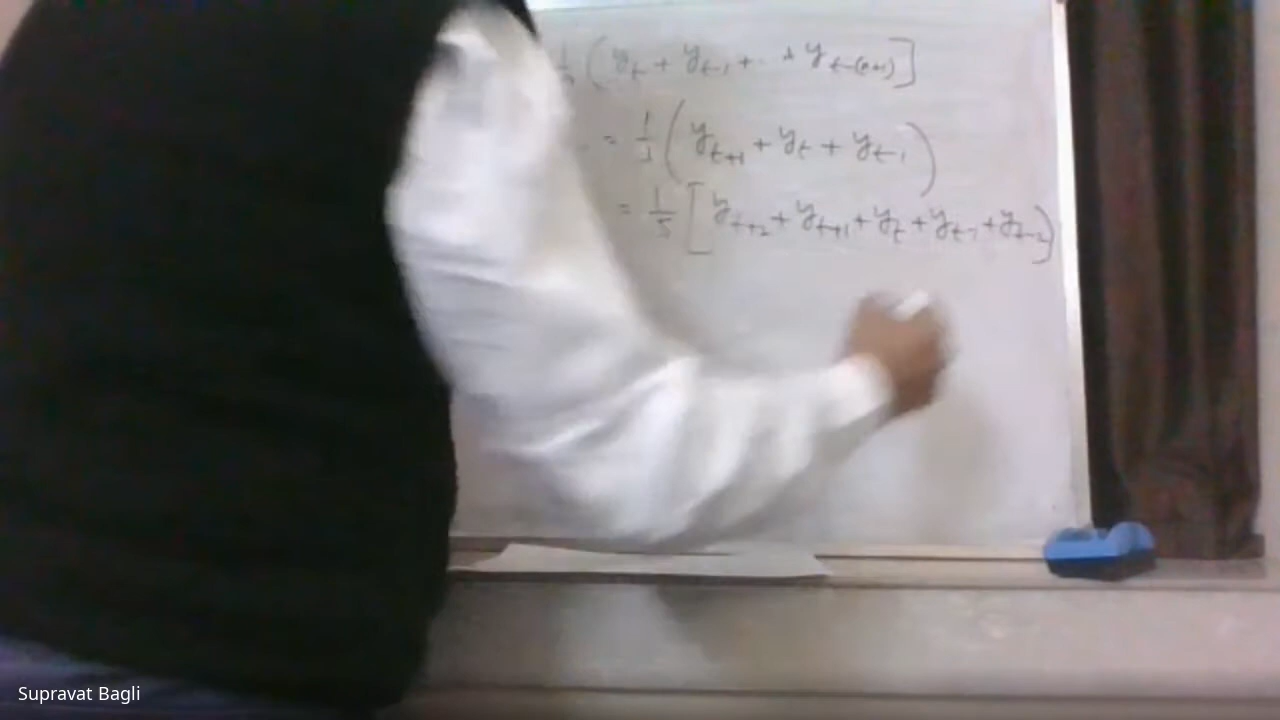 (y_t + y_{t-1} + . + y_{t-(n+1)}]
= 1/3 (y_{t+1} + y_t + y_{t-1})
= 1/5 [y_{t+2} + y_{t+1} + y_t + y_{t-1} + y_{t-2})
Supravat Bagli